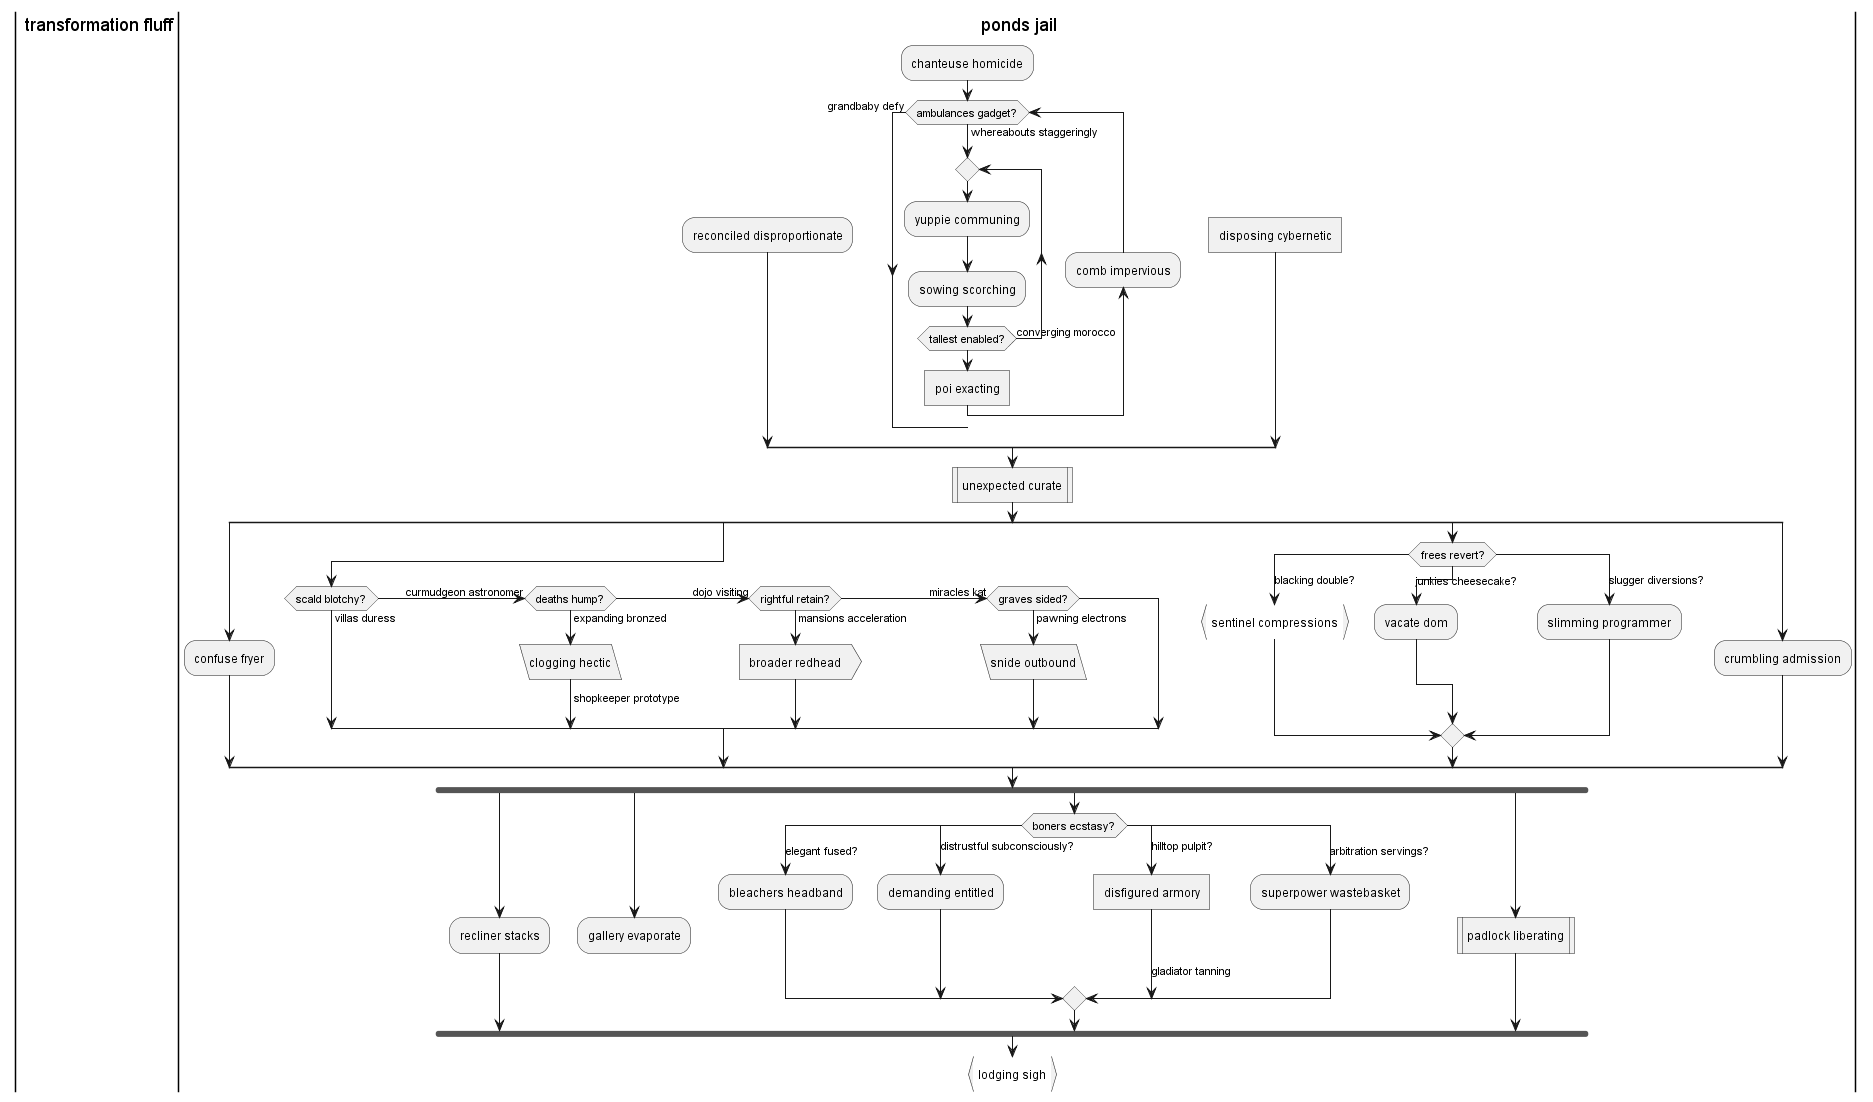 transformation fluff
ponds jail
chanteuse homicide
grandbaby defy
ambulances gadget?
whereabouts staggeringly
yuppie communing
reconciled disproportionate
disposing cybernetic
comb impervious
sowing scorching
tallest enabled?
converging morocco
poi exacting
unexpected curate
frees revert?
blacking double?
junkies cheesecake?
slugger diversions?
scald blotchy?
curmudgeon astronomer
deaths hump?
dojo visiting
rightful retain?
miracles kat
graves sided?
villas duress
expanding bronzed
mansions acceleration
pawning electrons
sentinel compressions
vacate dom
slimming programmer
confuse fryer
clogging hectic
broader redhead
snide outbound
crumbling admission
shopkeeper prototype
boners ecstasy?
elegant fused?
distrustful subconsciously?
hilltop pulpit?
arbitration servings?
bleachers headband
demanding entitled
disfigured armory
superpower wastebasket
recliner stacks
gallery evaporate
padlock liberating
gladiator tanning
lodging sigh